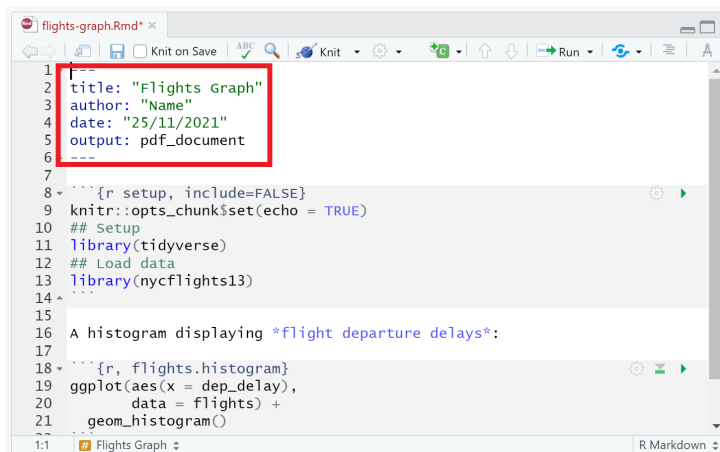 Rmd flights-graph.Rmd*
Knit on Save ABC Knit +C Run A
1 ---
2 title: "Flights Graph"
3 author: "Name"
4 date: "25/11/2021"
5 output: pdf_document
6 ---
7
8 ```{r setup, include=FALSE}
9 knitr::opts_chunk$set(echo = TRUE)
10 ## Setup
11 library(tidyverse)
12 ## Load data
13 library(nycflights13)
14 ```
15
16 A histogram displaying *flight departure delays*:
17
18 ```{r, flights.histogram}
19 ggplot(aes(x = dep_delay),
20 data = flights) +
21 geom_histogram()
1:1 # Flights Graph R Markdown